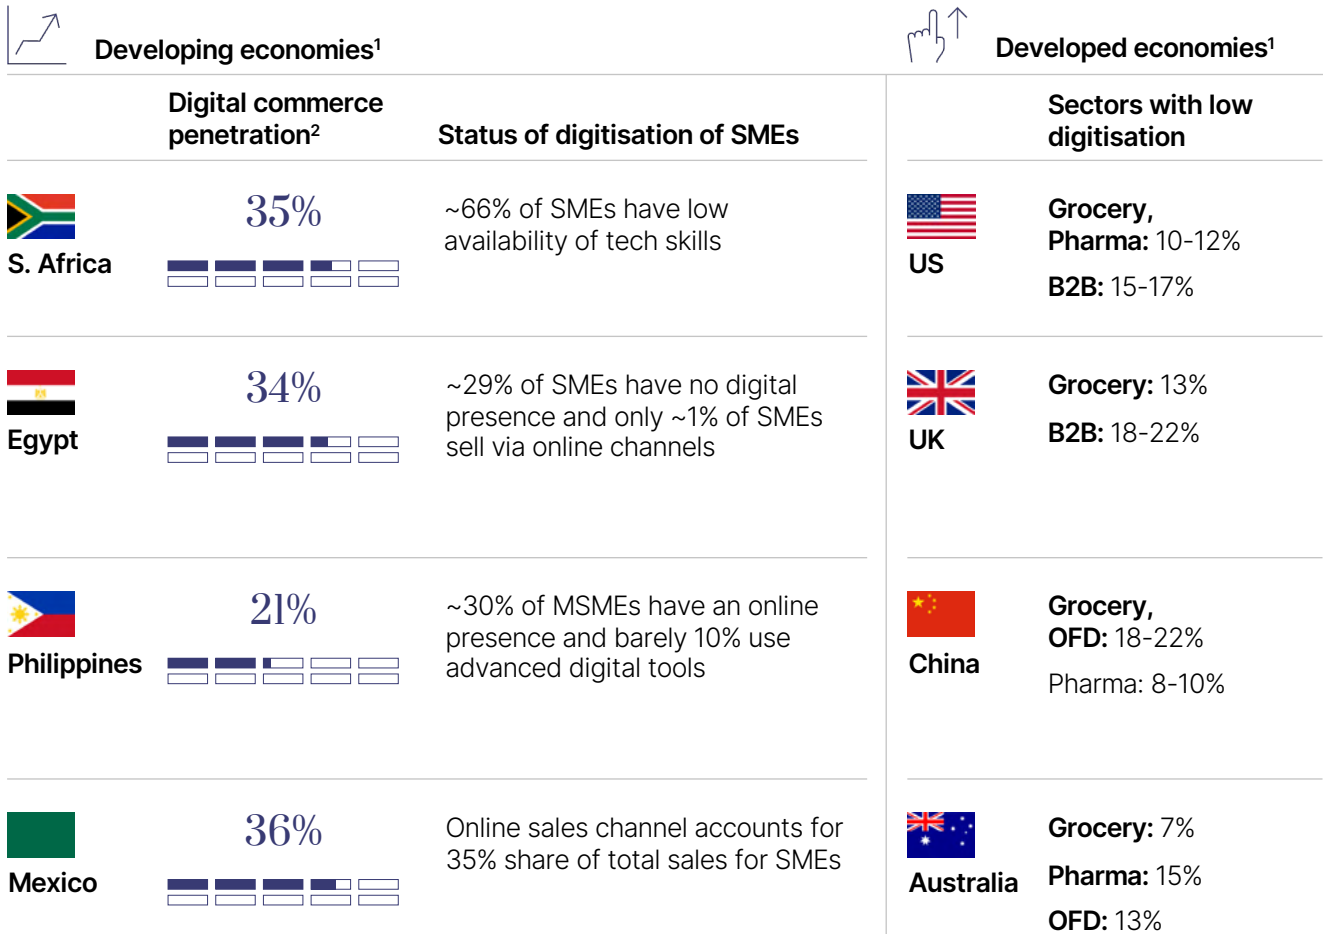 Developing economies¹
Digital commerce
penetration²
Status of digitisation of SMEs
S. Africa
35%
~66% of SMEs have low
availability of tech skills
Egypt
34%
~29% of SMEs have no digital
presence and only ~1% of SMEs
sell via online channels
Philippines
21%
~30% of MSMEs have an online
presence and barely 10% use
advanced digital tools
Mexico
36%
Online sales channel accounts for
35% share of total sales for SMEs
Developed economies¹
Sectors with low
digitisation
US
Grocery,
Pharma: 10-12%
B2B: 15-17%
UK
Grocery: 13%
B2B: 18-22%
China
Grocery,
OFD: 18-22%
Pharma: 8-10%
Australia
Grocery: 7%
Pharma: 15%
OFD: 13%